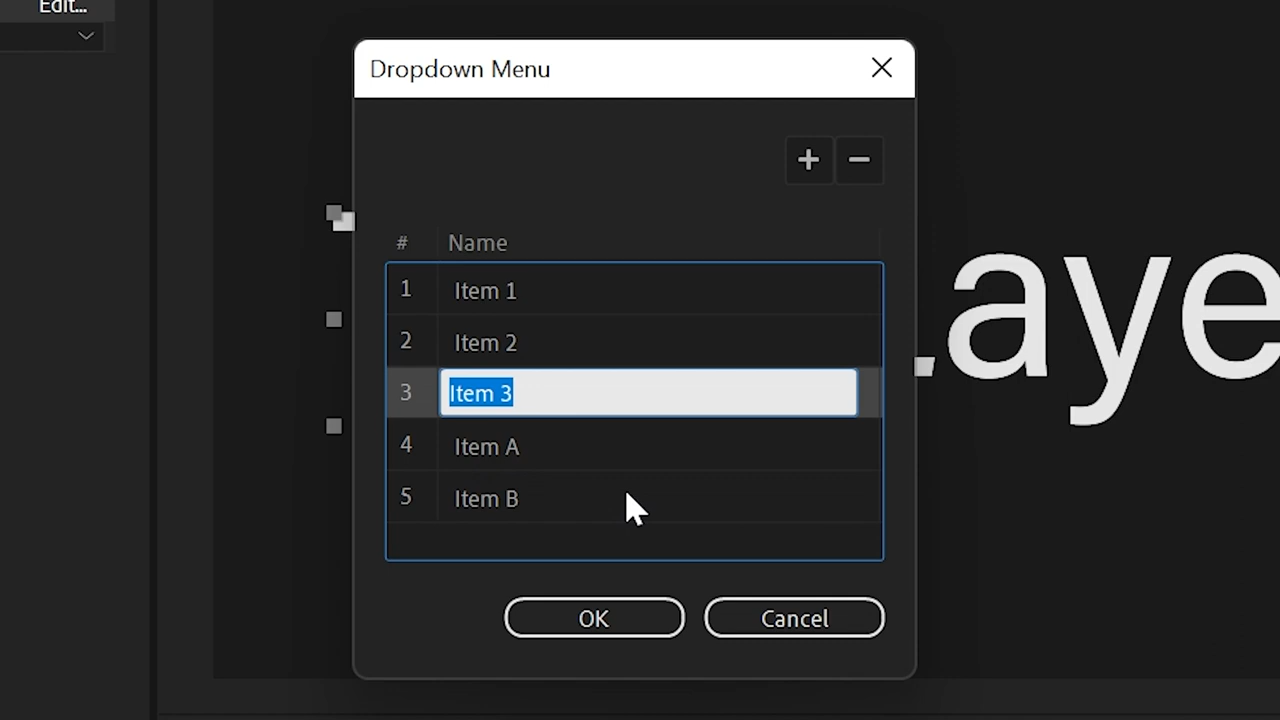 Edit...
Dropdown Menu
+ −
# Name
1 Item 1
2 Item 2
3 Item 3
4 Item A
5 Item B
OK Cancel